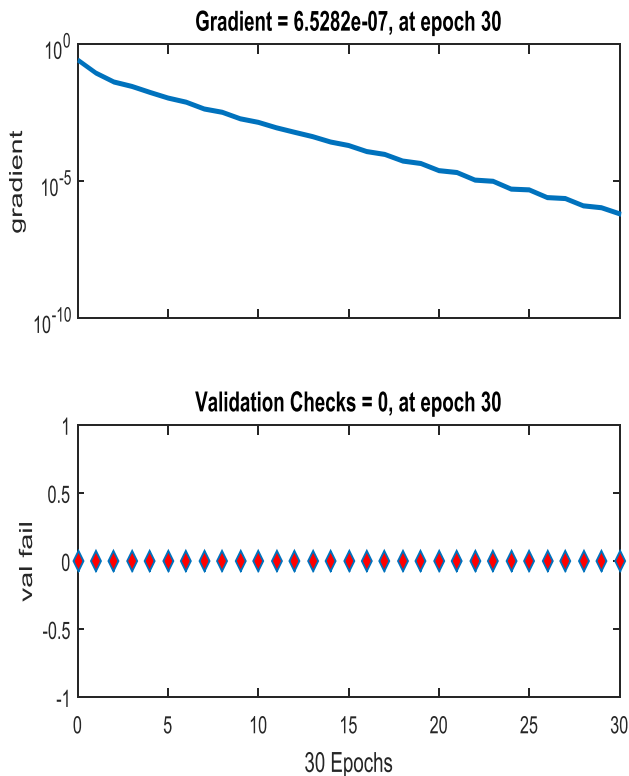 Gradient = 6.5282e-07, at epoch 30
10^0
10^-5
10^-10
gradient
Validation Checks = 0, at epoch 30
1
0.5
0
-0.5
-1
val fail
0 5 10 15 20 25 30
30 Epochs